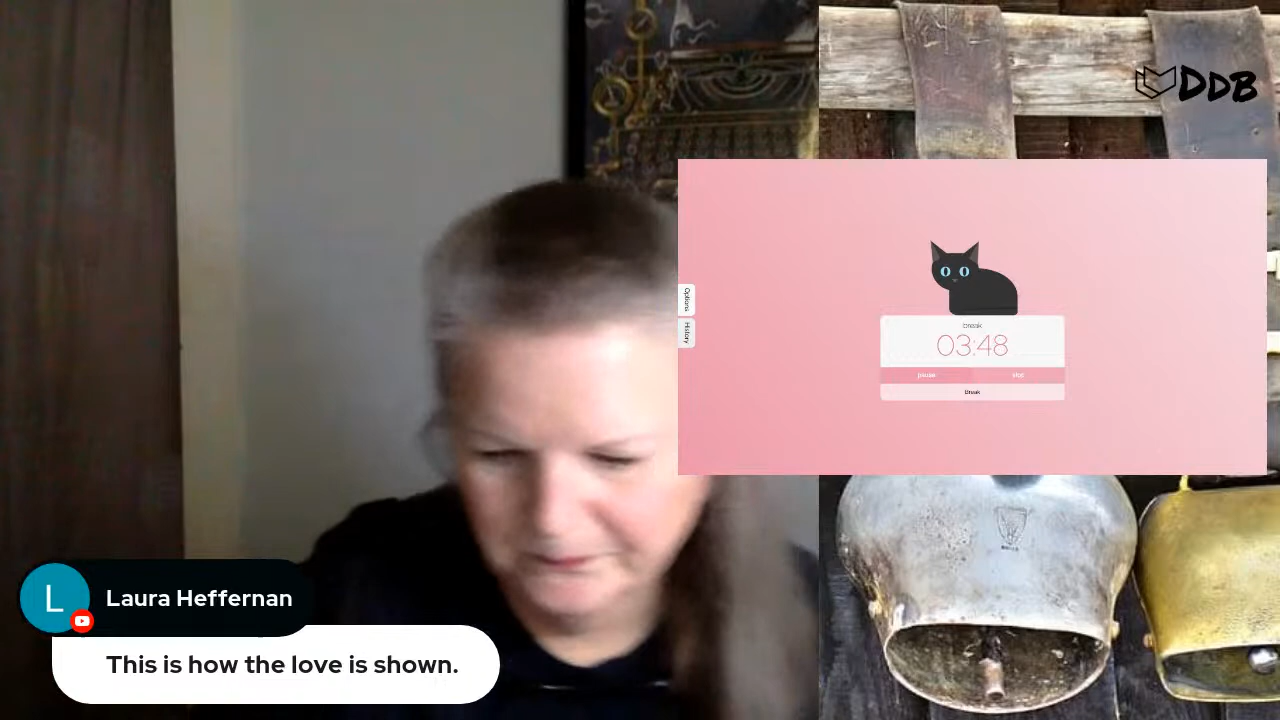 DDB
Options
History
break
03:48
pause
stop
Break
Laura Heffernan
L
This is how the love is shown.